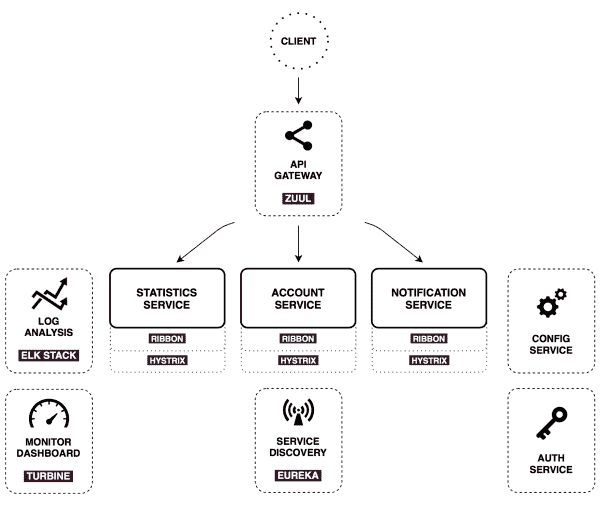 CLIENT
API
GATEWAY
ZUUL
STATISTICS
SERVICE
RIBBON
HYSTRIX
ACCOUNT
SERVICE
RIBBON
HYSTRIX
NOTIFICATION
SERVICE
RIBBON
HYSTRIX
LOG
ANALYSIS
ELK STACK
CONFIG
SERVICE
MONITOR
DASHBOARD
TURBINE
SERVICE
DISCOVERY
EUREKA
AUTH
SERVICE